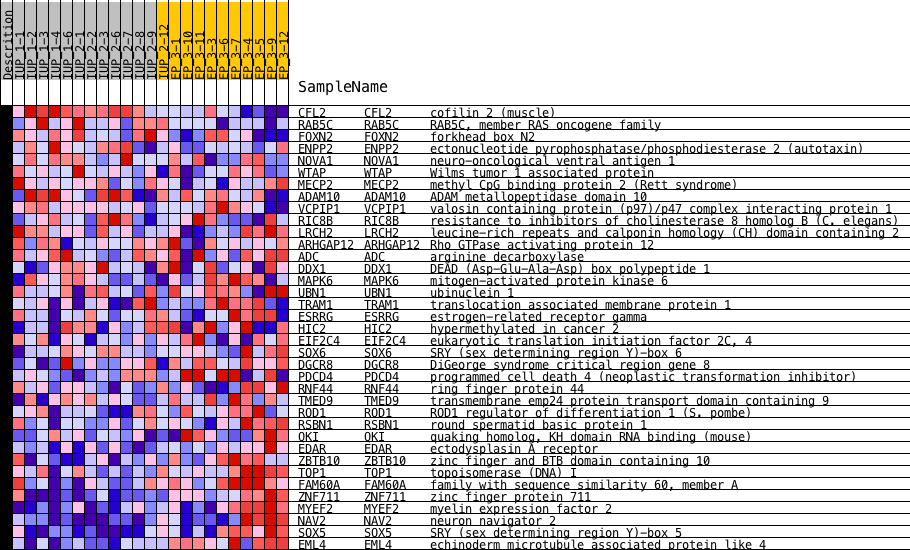 Descrition
IUP_1-1
IUP_1-2
IUP_1-3
IUP_1-4
IUP_1-6
IUP_2-1
IUP_2-2
IUP_2-3
IUP_2-6
IUP_2-7
IUP_2-8
IUP_2-9
IUP_2-12
EP_3-1
EP_3-10
EP_3-11
EP_3-3
EP_3-6
EP_3-7
EP_3-4
EP_3-5
EP_3-9
EP_3-12
SampleName
CFL2 CFL2 cofilin 2 (muscle)
RAB5C RAB5C RAB5C, member RAS oncogene family
FOXN2 FOXN2 forkhead box N2
ENPP2 ENPP2 ectonucleotide pyrophosphatase/phosphodiesterase 2 (autotaxin)
NOVA1 NOVA1 neuro-oncological ventral antigen 1
WTAP WTAP Wilms tumor 1 associated protein
MECP2 MECP2 methyl CpG binding protein 2 (Rett syndrome)
ADAM10 ADAM10 ADAM metallopeptidase domain 10
VCPIP1 VCPIP1 valosin containing protein (p97)/p47 complex interacting protein 1
RIC8B RIC8B resistance to inhibitors of cholinesterase 8 homolog B (C. elegans)
LRCH2 LRCH2 leucine-rich repeats and calponin homology (CH) domain containing 2
ARHGAP12 ARHGAP12 Rho GTPase activating protein 12
ADC ADC arginine decarboxylase
DDX1 DDX1 DEAD (Asp-Glu-Ala-Asp) box polypeptide 1
MAPK6 MAPK6 mitogen-activated protein kinase 6
UBN1 UBN1 ubinuclein 1
TRAM1 TRAM1 translocation associated membrane protein 1
ESRRG ESRRG estrogen-related receptor gamma
HIC2 HIC2 hypermethylated in cancer 2
EIF2C4 EIF2C4 eukaryotic translation initiation factor 2C, 4
SOX6 SOX6 SRY (sex determining region Y)-box 6
DGCR8 DGCR8 DiGeorge syndrome critical region gene 8
PDCD4 PDCD4 programmed cell death 4 (neoplastic transformation inhibitor)
RNF44 RNF44 ring finger protein 44
TMED9 TMED9 transmembrane emp24 protein transport domain containing 9
ROD1 ROD1 ROD1 regulator of differentiation 1 (S. pombe)
RSBN1 RSBN1 round spermatid basic protein 1
QKI QKI quaking homolog, KH domain RNA binding (mouse)
EDAR EDAR ectodysplasin A receptor
ZBTB10 ZBTB10 zinc finger and BTB domain containing 10
TOP1 TOP1 topoisomerase (DNA) I
FAM60A FAM60A family with sequence similarity 60, member A
ZNF711 ZNF711 zinc finger protein 711
MYEF2 MYEF2 myelin expression factor 2
NAV2 NAV2 neuron navigator 2
SOX5 SOX5 SRY (sex determining region Y)-box 5
EML4 EML4 echinoderm microtubule associated protein like 4